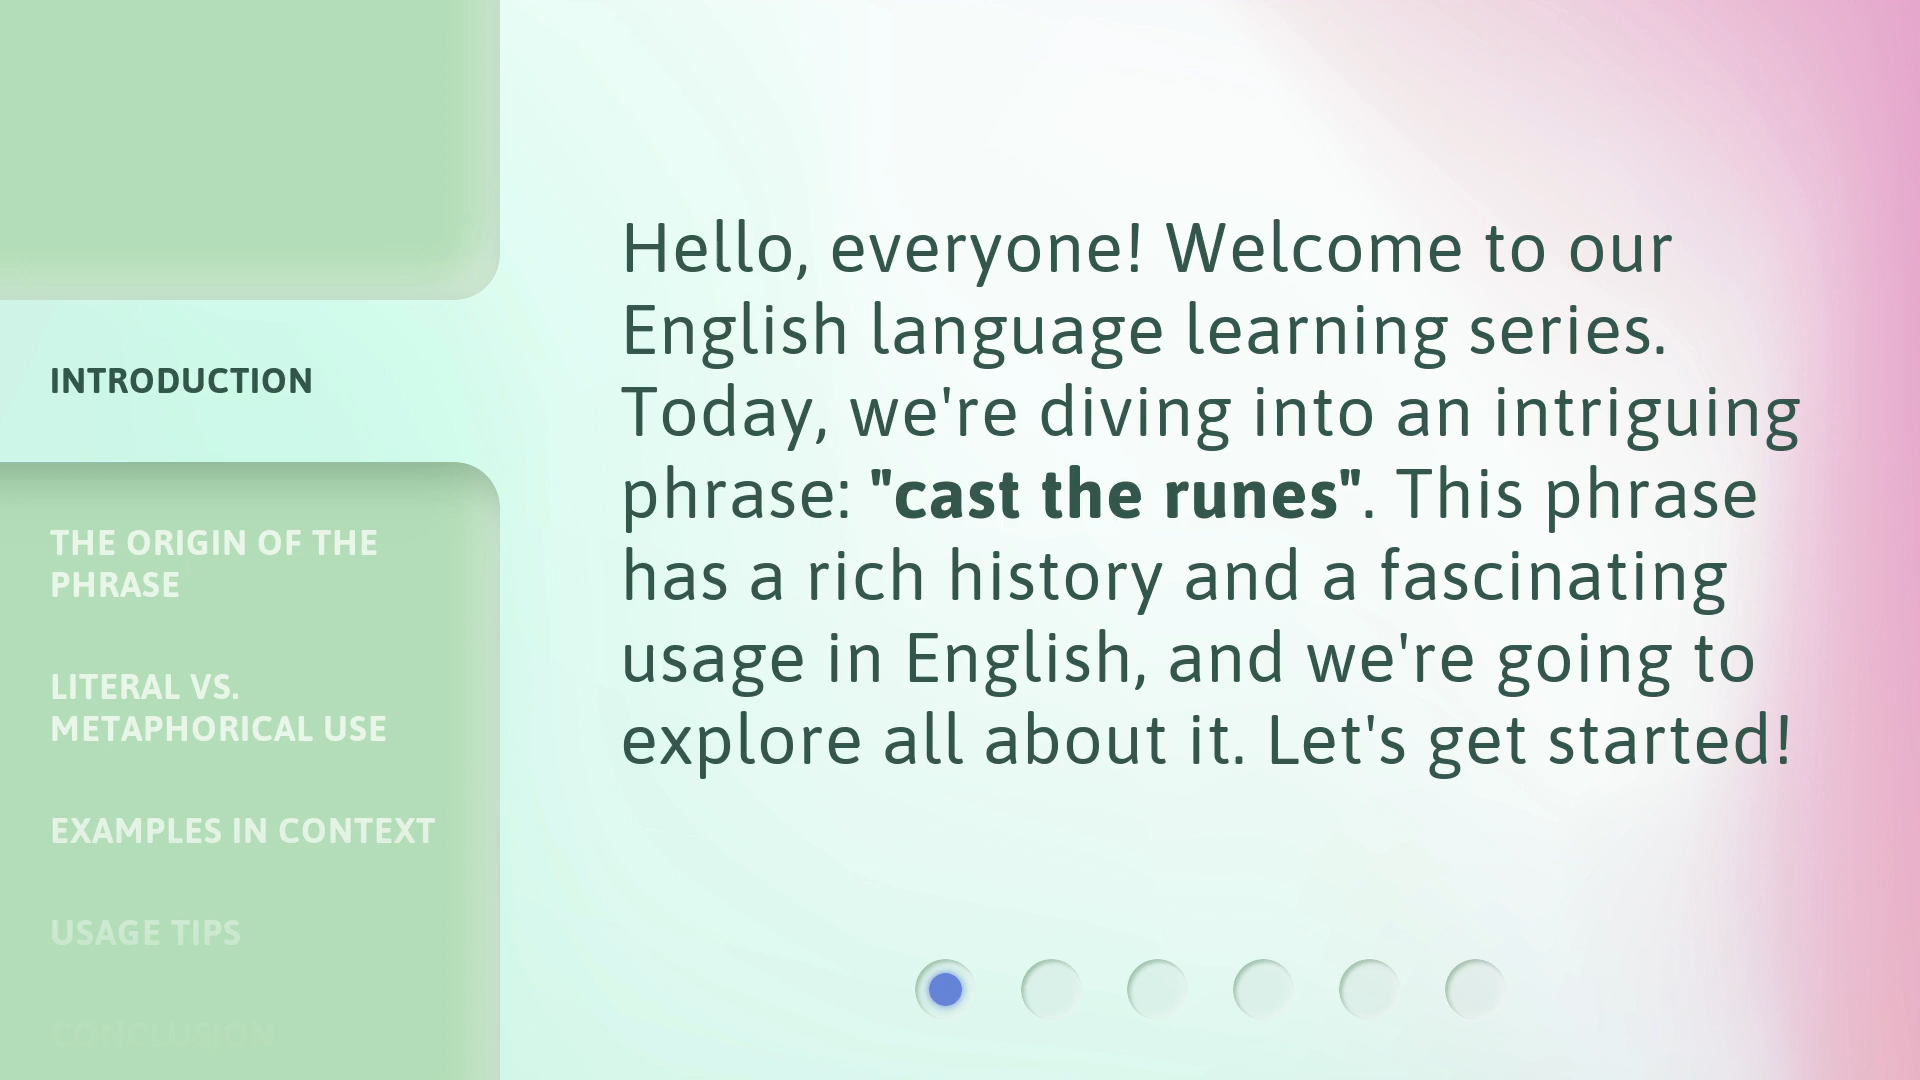 INTRODUCTION
THE ORIGIN OF THE
PHRASE
LITERAL VS.
METAPHORICAL USE
EXAMPLES IN CONTEXT
USAGE TIPS
CONCLUSION
Hello, everyone! Welcome to our
English language learning series.
Today, we're diving into an intriguing
phrase: "cast the runes". This phrase
has a rich history and a fascinating
usage in English, and we're going to
explore all about it. Let's get started!